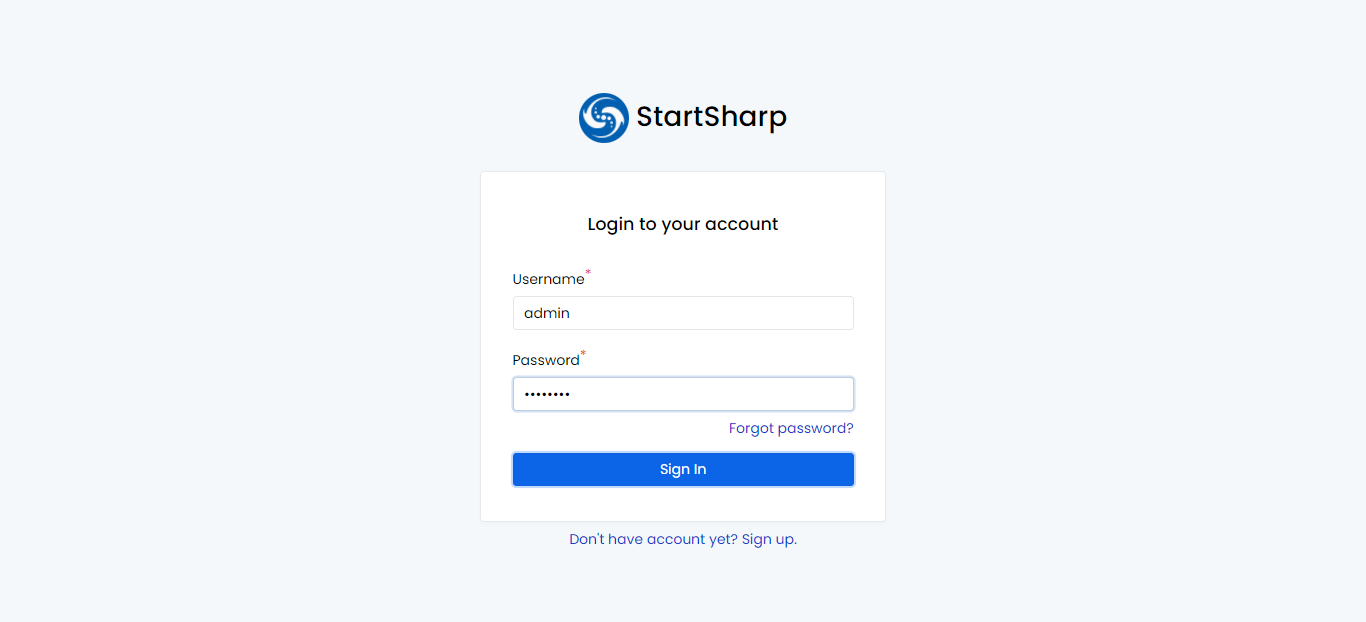 StartSharp
Login to your account
Username*
admin
Password*
••••••••
Forgot password?
Sign In
Don't have account yet? Sign up.